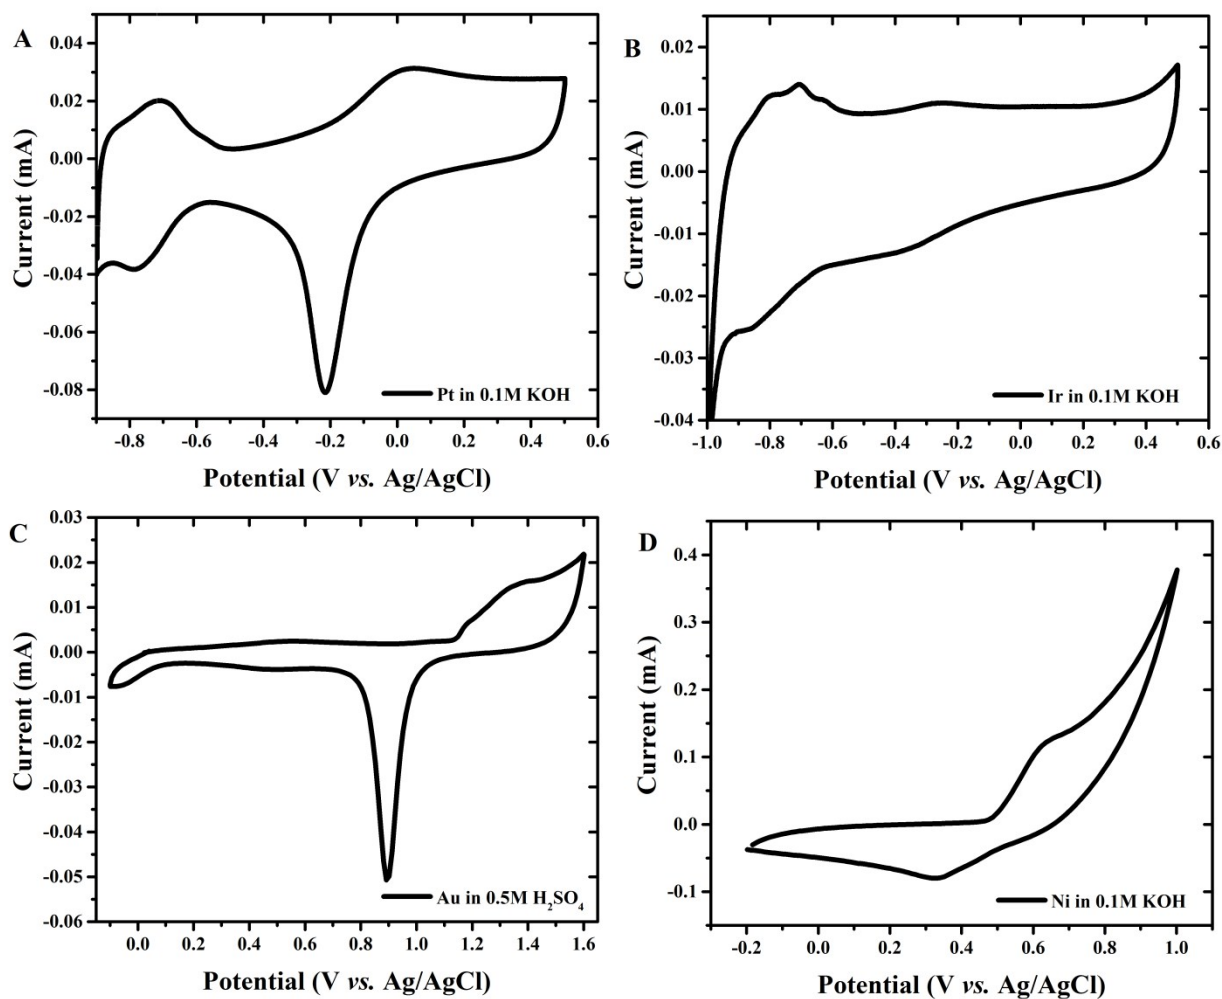 A
0.04
0.02
0.00
-0.02
-0.04
-0.06
-0.08
Current (mA)
Pt in 0.1M KOH
-0.8 -0.6 -0.4 -0.2 0.0 0.2 0.4 0.6
Potential (V vs. Ag/AgCl)
B
0.02
0.01
0.00
-0.01
-0.02
-0.03
-0.04
Current (mA)
Ir in 0.1M KOH
-1.0 -0.8 -0.6 -0.4 -0.2 0.0 0.2 0.4 0.6
Potential (V vs. Ag/AgCl)
C
0.03
0.02
0.01
0.00
-0.01
-0.02
-0.03
-0.04
-0.05
-0.06
Current (mA)
Au in 0.5M H₂SO₄
0.0 0.2 0.4 0.6 0.8 1.0 1.2 1.4 1.6
Potential (V vs. Ag/AgCl)
D
0.4
0.3
0.2
0.1
0.0
-0.1
Current (mA)
Ni in 0.1M KOH
-0.2 0.0 0.2 0.4 0.6 0.8 1.0
Potential (V vs. Ag/AgCl)